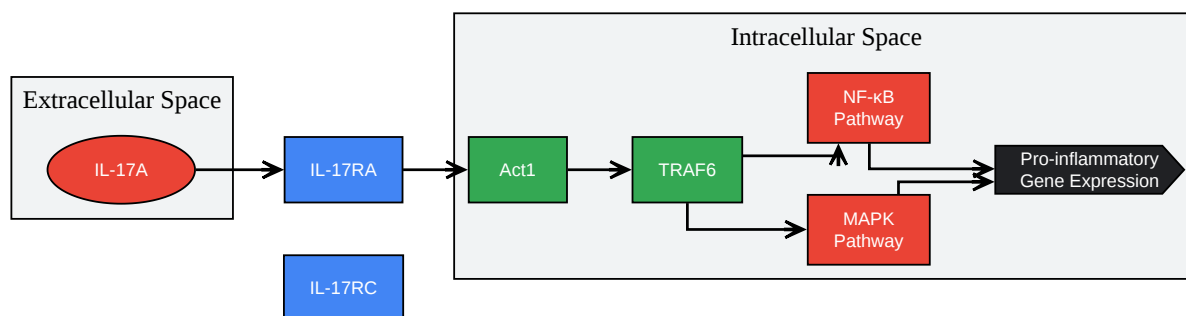 Extracellular Space
IL-17A
IL-17RA
IL-17RC
Intracellular Space
Act1
TRAF6
NF-κB
Pathway
MAPK
Pathway
Pro-inflammatory
Gene Expression